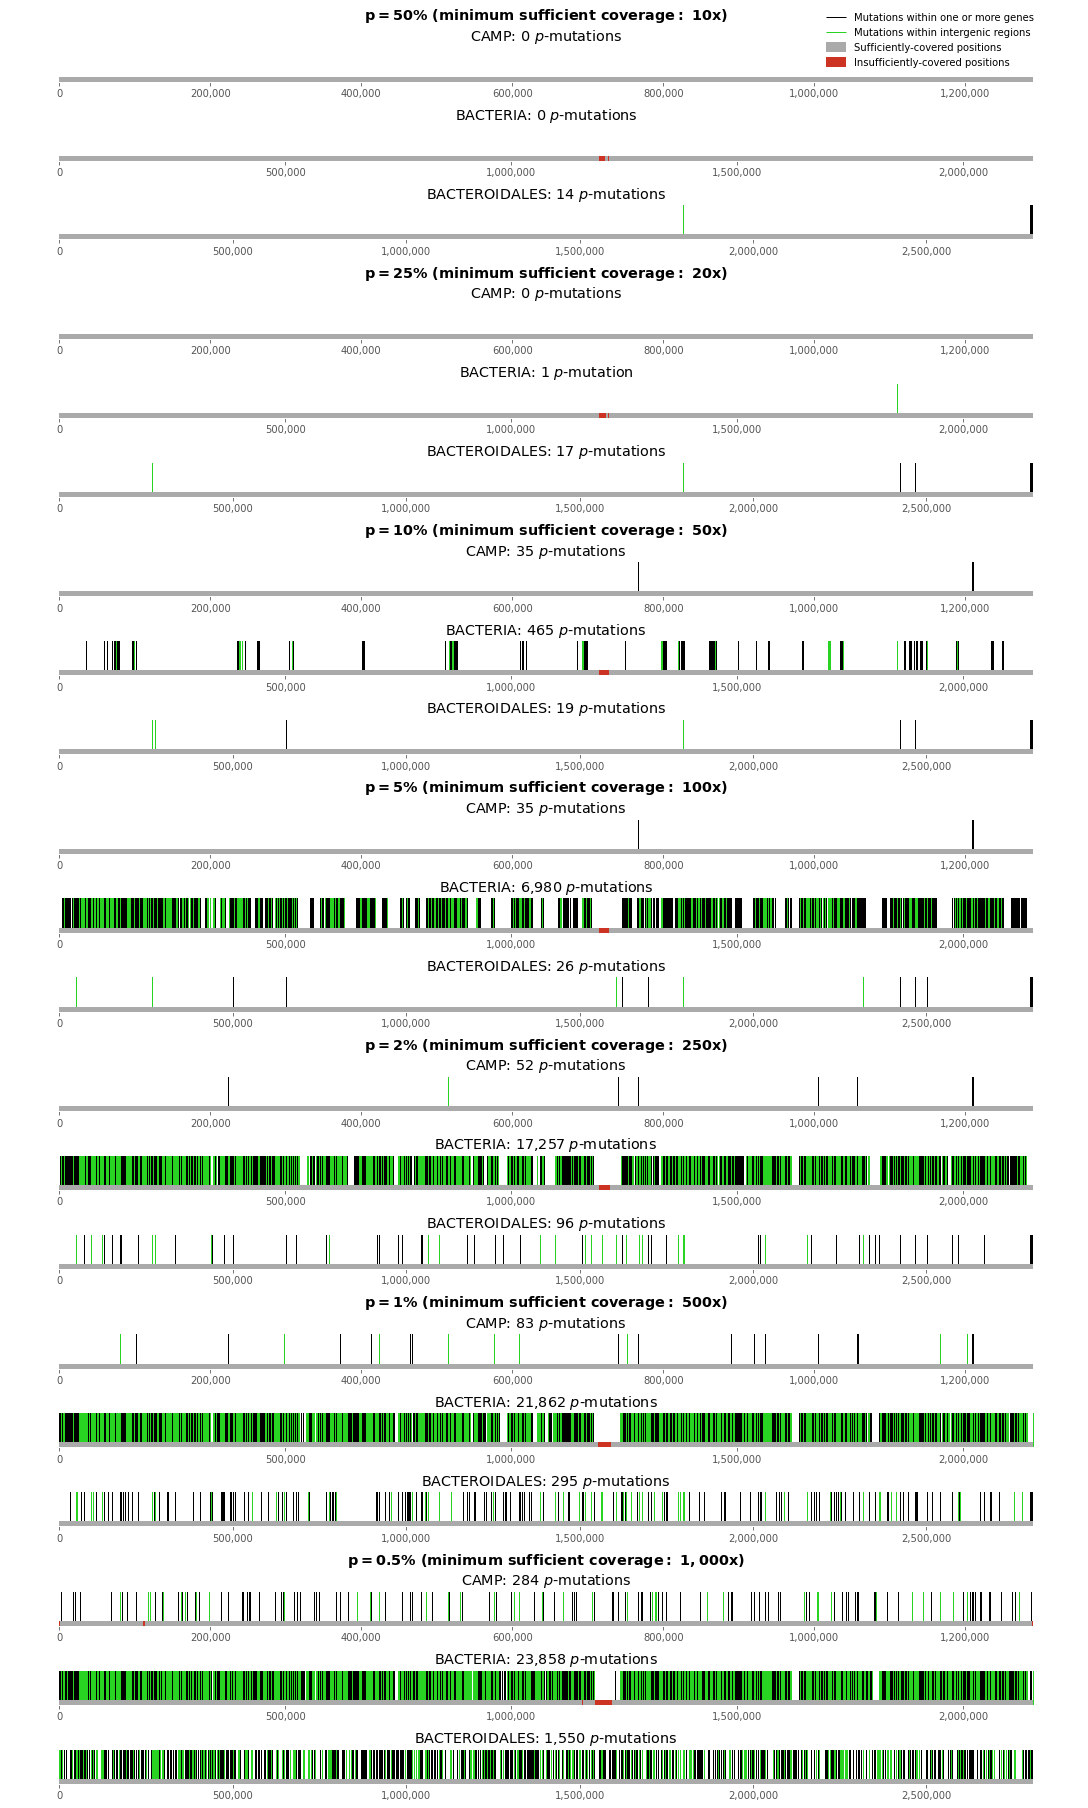 p = 50% (minimum sufficient coverage: 10x)
Mutations within one or more genes
Mutations within intergenic regions
Sufficiently-covered positions
Insufficiently-covered positions
CAMP: 0 p-mutations
0 200,000 400,000 600,000 800,000 1,000,000 1,200,000
BACTERIA: 0 p-mutations
0 500,000 1,000,000 1,500,000 2,000,000
BACTEROIDALES: 14 p-mutations
0 500,000 1,000,000 1,500,000 2,000,000 2,500,000
p = 25% (minimum sufficient coverage: 20x)
CAMP: 0 p-mutations
0 200,000 400,000 600,000 800,000 1,000,000 1,200,000
BACTERIA: 1 p-mutation
0 500,000 1,000,000 1,500,000 2,000,000
BACTEROIDALES: 17 p-mutations
0 500,000 1,000,000 1,500,000 2,000,000 2,500,000
p = 10% (minimum sufficient coverage: 50x)
CAMP: 35 p-mutations
0 200,000 400,000 600,000 800,000 1,000,000 1,200,000
BACTERIA: 465 p-mutations
0 500,000 1,000,000 1,500,000 2,000,000
BACTEROIDALES: 19 p-mutations
0 500,000 1,000,000 1,500,000 2,000,000 2,500,000
p = 5% (minimum sufficient coverage: 100x)
CAMP: 35 p-mutations
0 200,000 400,000 600,000 800,000 1,000,000 1,200,000
BACTERIA: 6,980 p-mutations
0 500,000 1,000,000 1,500,000 2,000,000
BACTEROIDALES: 26 p-mutations
0 500,000 1,000,000 1,500,000 2,000,000 2,500,000
p = 2% (minimum sufficient coverage: 250x)
CAMP: 52 p-mutations
0 200,000 400,000 600,000 800,000 1,000,000 1,200,000
BACTERIA: 17,257 p-mutations
0 500,000 1,000,000 1,500,000 2,000,000
BACTEROIDALES: 96 p-mutations
0 500,000 1,000,000 1,500,000 2,000,000 2,500,000
p = 1% (minimum sufficient coverage: 500x)
CAMP: 83 p-mutations
0 200,000 400,000 600,000 800,000 1,000,000 1,200,000
BACTERIA: 21,862 p-mutations
0 500,000 1,000,000 1,500,000 2,000,000
BACTEROIDALES: 295 p-mutations
0 500,000 1,000,000 1,500,000 2,000,000 2,500,000
p = 0.5% (minimum sufficient coverage: 1,000x)
CAMP: 284 p-mutations
0 200,000 400,000 600,000 800,000 1,000,000 1,200,000
BACTERIA: 23,858 p-mutations
0 500,000 1,000,000 1,500,000 2,000,000
BACTEROIDALES: 1,550 p-mutations
0 500,000 1,000,000 1,500,000 2,000,000 2,500,000